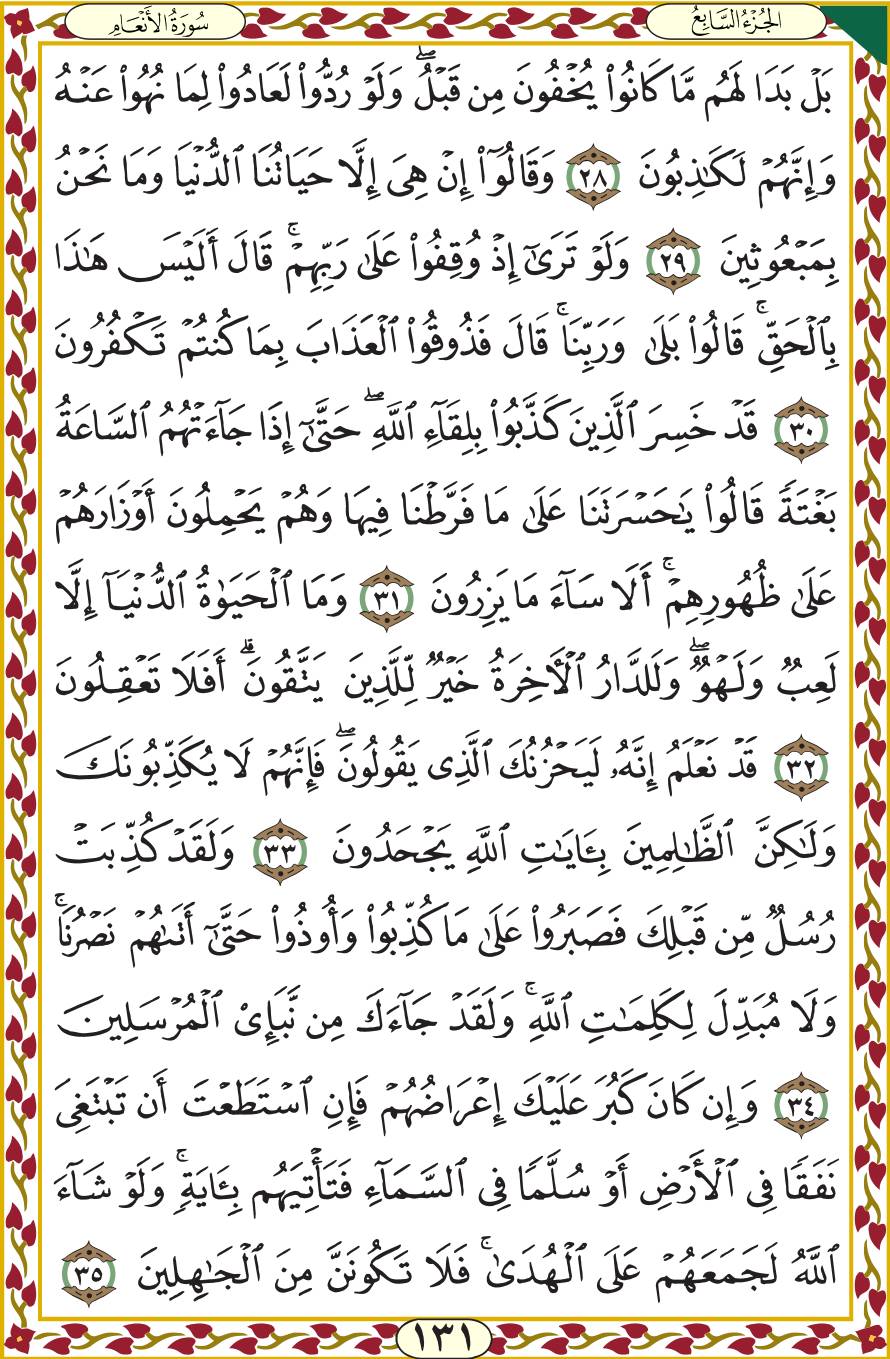 الجُزْءُ السَّابِعُ
سُورَةُ الأَنْعَامِ
بَلْ بَدَا لَهُم مَّا كَانُوا۟ يُخْفُونَ مِن قَبْلُ ۖ وَلَوْ رُدُّوا۟ لَعَادُوا۟ لِمَا نُهُوا۟ عَنْهُ
وَإِنَّهُمْ لَكَـٰذِبُونَ ٢٨ وَقَالُوٓا۟ إِنْ هِىَ إِلَّا حَيَاتُنَا ٱلدُّنْيَا وَمَا نَحْنُ
بِمَبْعُوثِينَ ٢٩ وَلَوْ تَرَىٰٓ إِذْ وُقِفُوا۟ عَلَىٰ رَبِّهِمْ ۚ قَالَ أَلَيْسَ هَـٰذَا
بِٱلْحَقِّ ۚ قَالُوا۟ بَلَىٰ وَرَبِّنَا ۚ قَالَ فَذُوقُوا۟ ٱلْعَذَابَ بِمَا كُنتُمْ تَكْفُرُونَ
٣٠ قَدْ خَسِرَ ٱلَّذِينَ كَذَّبُوا۟ بِلِقَآءِ ٱللَّهِ ۖ حَتَّىٰٓ إِذَا جَآءَتْهُمُ ٱلسَّاعَةُ
بَغْتَةً قَالُوا۟ يَـٰحَسْرَتَنَا عَلَىٰ مَا فَرَّطْنَا فِيهَا وَهُمْ يَحْمِلُونَ أَوْزَارَهُمْ
عَلَىٰ ظُهُورِهِمْ ۚ أَلَا سَآءَ مَا يَزِرُونَ ٣١ وَمَا ٱلْحَيَوٰةُ ٱلدُّنْيَآ إِلَّا
لَعِبٌ وَلَهْوٌ ۖ وَلَلدَّارُ ٱلْـَٔاخِرَةُ خَيْرٌ لِّلَّذِينَ يَتَّقُونَ ۗ أَفَلَا تَعْقِلُونَ
٣٢ قَدْ نَعْلَمُ إِنَّهُۥ لَيَحْزُنُكَ ٱلَّذِى يَقُولُونَ ۖ فَإِنَّهُمْ لَا يُكَذِّبُونَكَ
وَلَـٰكِنَّ ٱلظَّـٰلِمِينَ بِـَٔايَـٰتِ ٱللَّهِ يَجْحَدُونَ ٣٣ وَلَقَدْ كُذِّبَتْ
رُسُلٌ مِّن قَبْلِكَ فَصَبَرُوا۟ عَلَىٰ مَا كُذِّبُوا۟ وَأُوذُوا۟ حَتَّىٰٓ أَتَىٰهُمْ نَصْرُنَا ۚ
وَلَا مُبَدِّلَ لِكَلِمَـٰتِ ٱللَّهِ ۚ وَلَقَدْ جَآءَكَ مِن نَّبَإِى۟ ٱلْمُرْسَلِينَ
٣٤ وَإِن كَانَ كَبُرَ عَلَيْكَ إِعْرَاضُهُمْ فَإِنِ ٱسْتَطَعْتَ أَن تَبْتَغِىَ
نَفَقًا فِى ٱلْأَرْضِ أَوْ سُلَّمًا فِى ٱلسَّمَآءِ فَتَأْتِيَهُم بِـَٔايَةٍ ۚ وَلَوْ شَآءَ
ٱللَّهُ لَجَمَعَهُمْ عَلَى ٱلْهُدَىٰ ۚ فَلَا تَكُونَنَّ مِنَ ٱلْجَـٰهِلِينَ ٣٥
١٣١